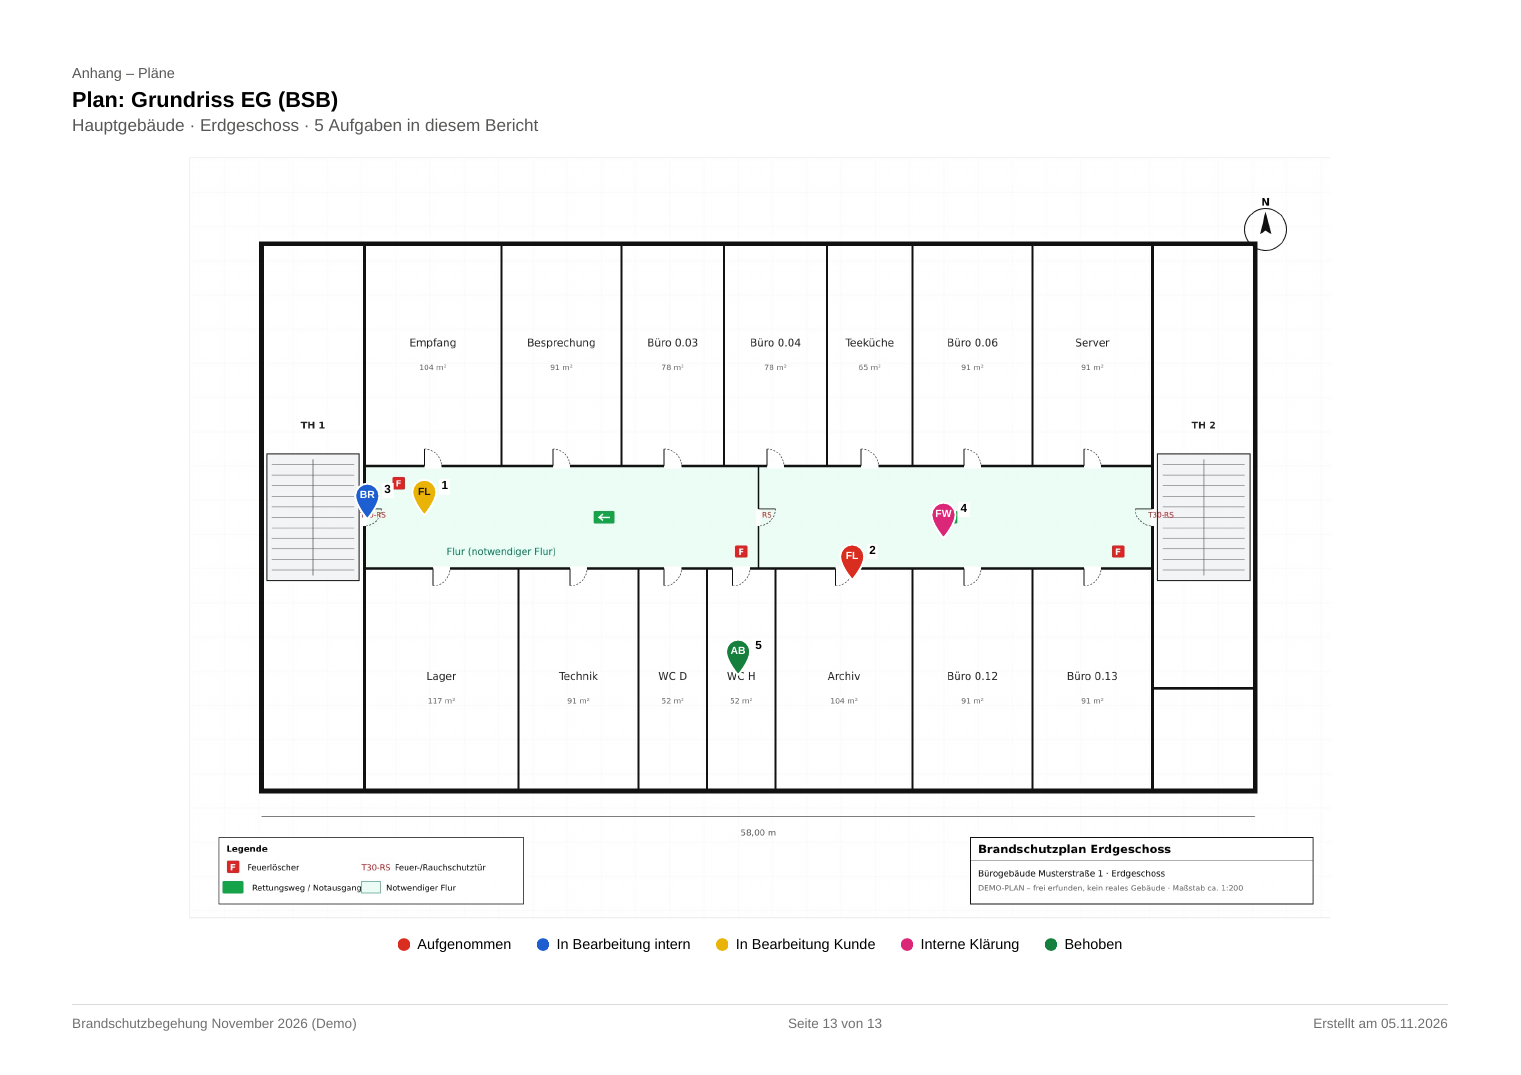 Anhang – Pläne
Plan: Grundriss EG (BSB)
Hauptgebäude · Erdgeschoss · 5 Aufgaben in diesem Bericht
N
Empfang
104 m²
Besprechung
91 m²
Büro 0.03
78 m²
Büro 0.04
78 m²
Teeküche
65 m²
Büro 0.06
91 m²
Server
91 m²
TH 1
TH 2
BR 3
F
FL 1
RS
FW 4
T30-RS
Flur (notwendiger Flur)
F
FL 2
F
AB 5
Lager
117 m²
Technik
91 m²
WC D
52 m²
WC H
52 m²
Archiv
104 m²
Büro 0.12
91 m²
Büro 0.13
91 m²
58,00 m
Legende
F Feuerlöscher
T30-RS Feuer-/Rauchschutztür
Rettungsweg / Notausgang
Notwendiger Flur
Brandschutzplan Erdgeschoss
Bürogebäude Musterstraße 1 · Erdgeschoss
DEMO-PLAN – frei erfunden, kein reales Gebäude · Maßstab ca. 1:200
Aufgenommen In Bearbeitung intern In Bearbeitung Kunde Interne Klärung Behoben
Brandschutzbegehung November 2026 (Demo) Seite 13 von 13 Erstellt am 05.11.2026